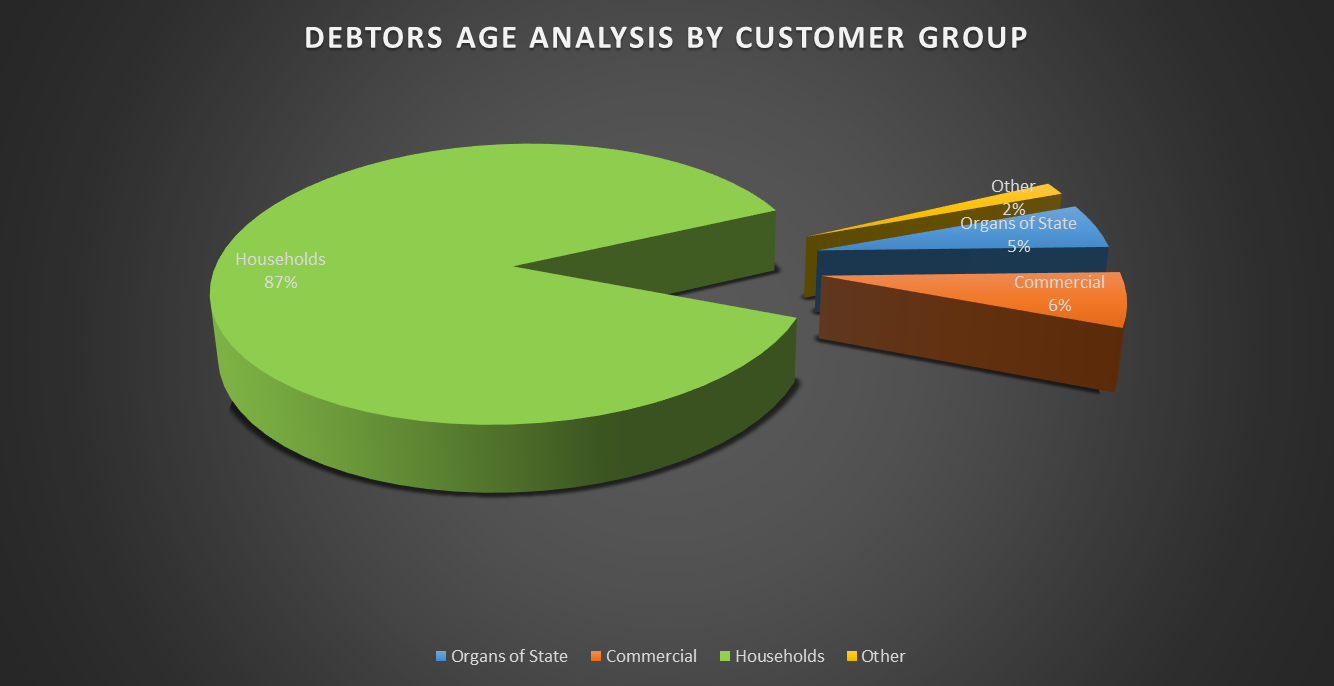 DEBTORS AGE ANALYSIS BY CUSTOMER GROUP
Other
2%
Organs of State
5%
Households
87%
Commercial
6%
Organs of State
Commercial
Households
Other